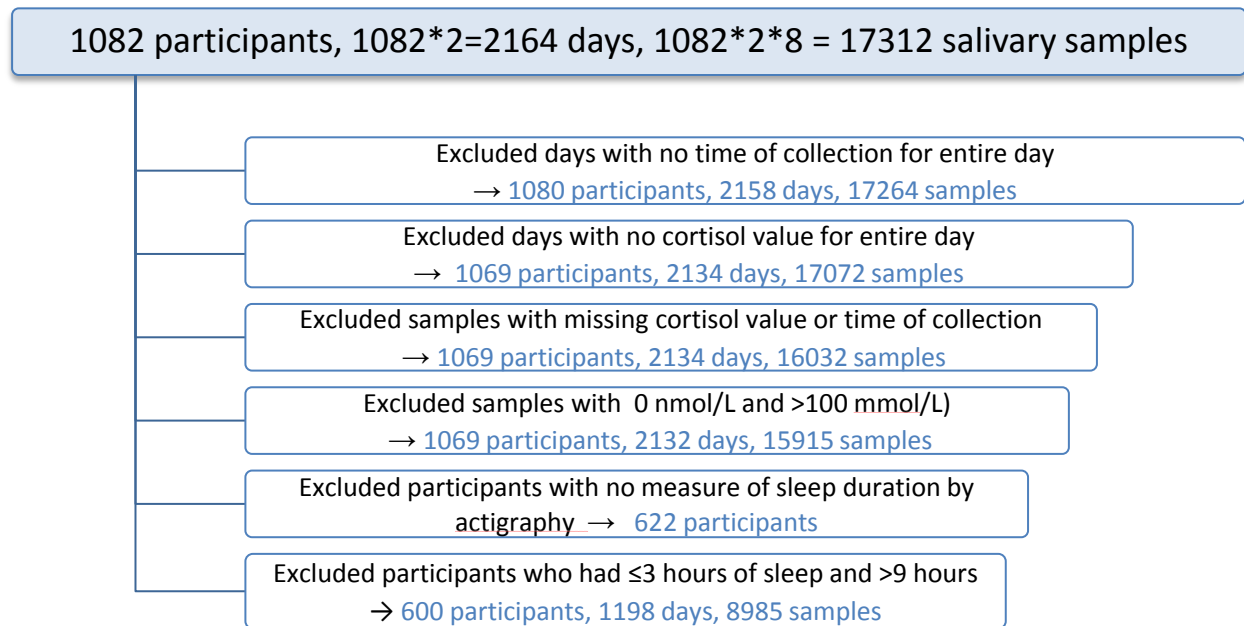 1082 participants, 1082*2=2164 days, 1082*2*8 = 17312 salivary samples
Excluded days with no time of collection for entire day
→ 1080 participants, 2158 days, 17264 samples
Excluded days with no cortisol value for entire day
→ 1069 participants, 2134 days, 17072 samples
Excluded samples with missing cortisol value or time of collection
→ 1069 participants, 2134 days, 16032 samples
Excluded samples with 0 nmol/L and >100 mmol/L)
→ 1069 participants, 2132 days, 15915 samples
Excluded participants with no measure of sleep duration by
actigraphy → 622 participants
Excluded participants who had ≤3 hours of sleep and >9 hours
→ 600 participants, 1198 days, 8985 samples